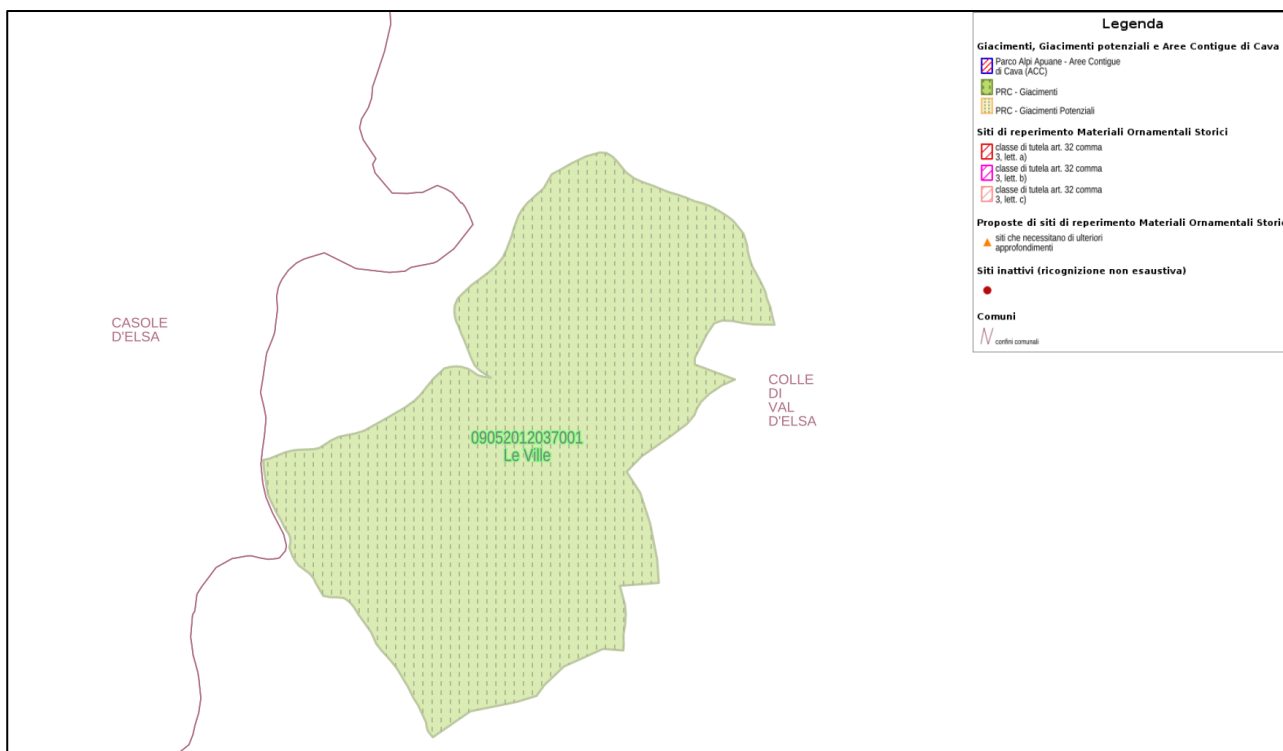 Legenda
Giacimenti, Giacimenti potenziali e Aree Contigue di Cava
Parco Alpi Apuane - Aree Contigue
di Cava (ACC)
PRC - Giacimenti
PRC - Giacimenti Potenziali
Siti di reperimento Materiali Ornamentali Storici
classe di tutela art. 32 comma
3, lett. a)
classe di tutela art. 32 comma
3, lett. b)
classe di tutela art. 32 comma
3, lett. c)
Proposte di siti di reperimento Materiali Ornamentali Storic
siti che necessitano di ulteriori
approfondimenti
Siti inattivi (ricognizione non esaustiva)
Comuni
confini comunali
CASOLE
D'ELSA
COLLE
DI
VAL
D'ELSA
09052012037001
Le Ville